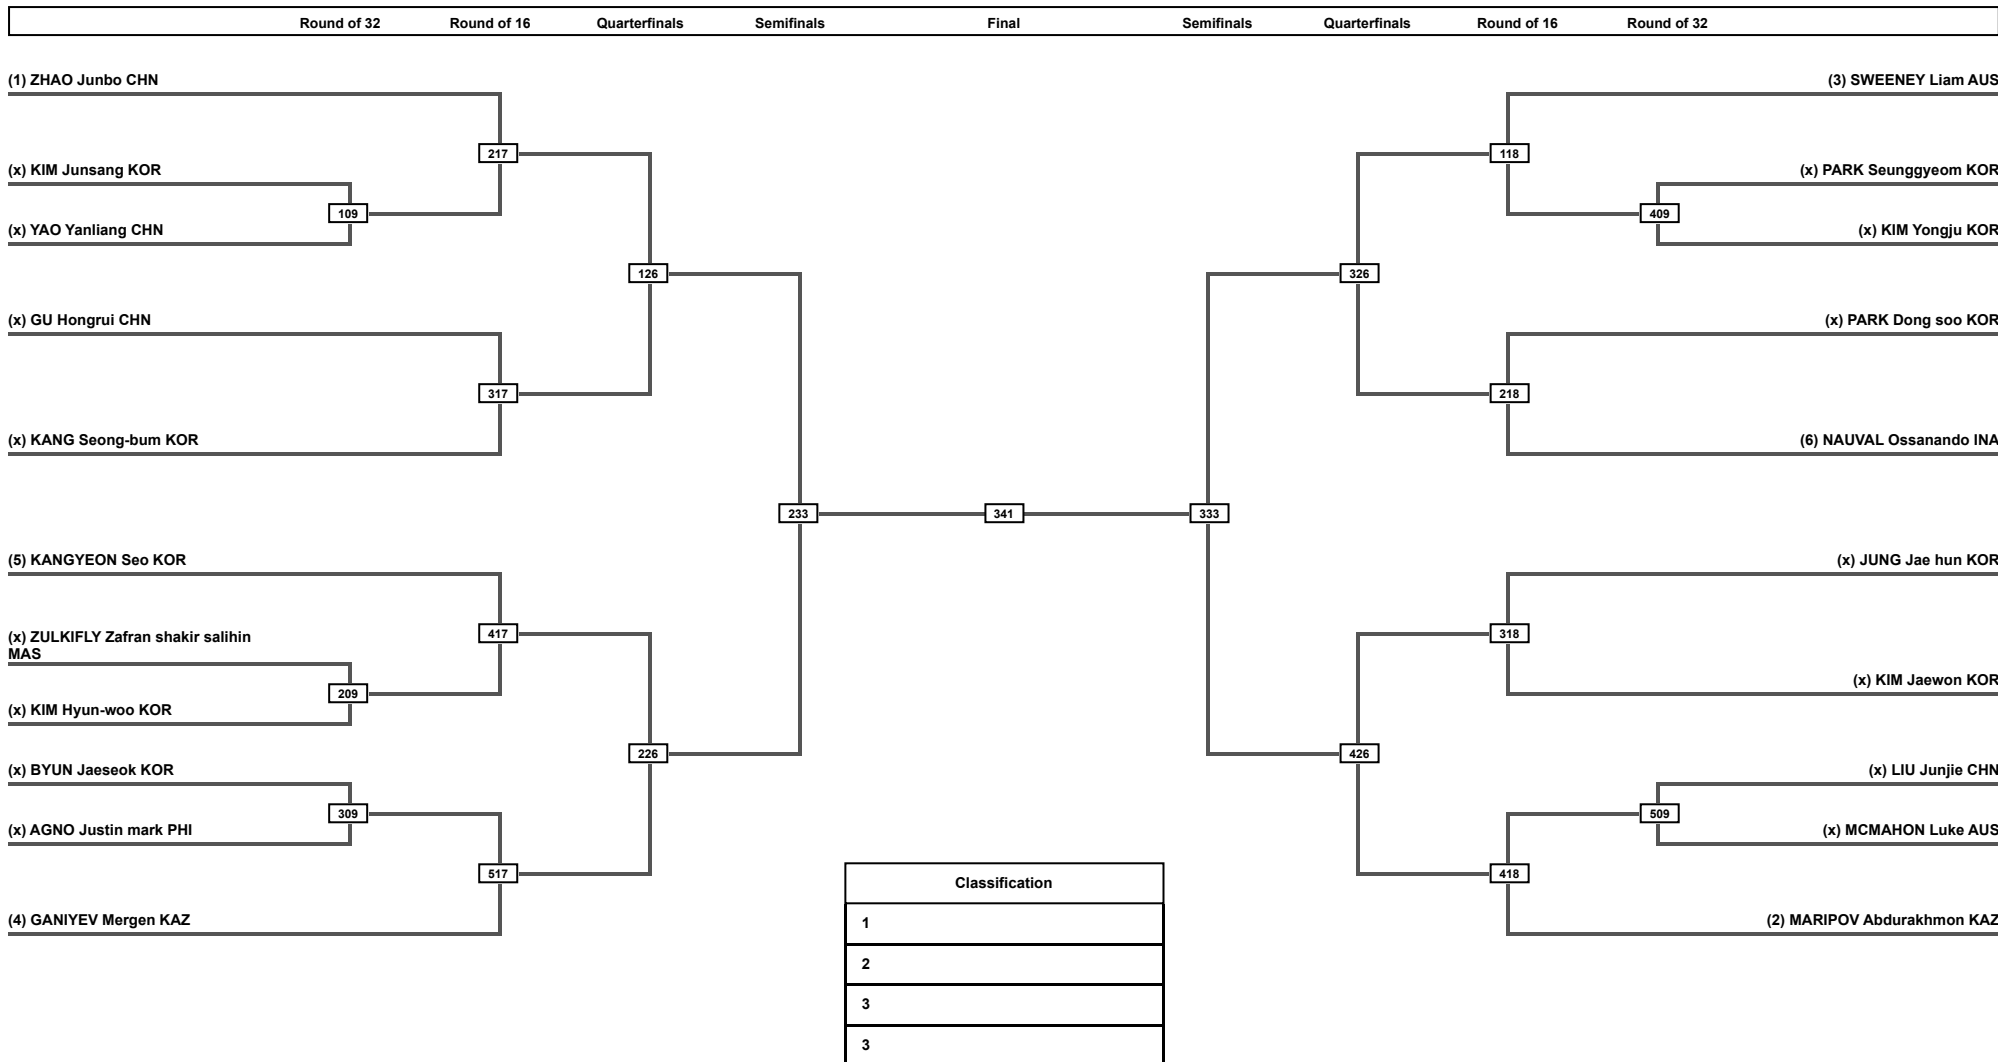 Round of 32 Round of 16 Quarterfinals Semifinals Final Semifinals Quarterfinals Round of 16 Round of 32
(1) ZHAO Junbo CHN
(x) KIM Junsang KOR
(x) YAO Yanliang CHN
(x) GU Hongrui CHN
(x) KANG Seong-bum KOR
(5) KANGYEON Seo KOR
(x) ZULKIFLY Zafran shakir salihin
MAS
(x) KIM Hyun-woo KOR
(x) BYUN Jaeseok KOR
(x) AGNO Justin mark PHI
(4) GANIYEV Mergen KAZ
109
209
309
217
317
417
517
126
226
233
341
333
326
426
118
218
318
418
409
509
(3) SWEENEY Liam AUS
(x) PARK Seunggyeom KOR
(x) KIM Yongju KOR
(x) PARK Dong soo KOR
(6) NAUVAL Ossanando INA
(x) JUNG Jae hun KOR
(x) KIM Jaewon KOR
(x) LIU Junjie CHN
(x) MCMAHON Luke AUS
(2) MARIPOV Abdurakhmon KAZ
Classification
1
2
3
3